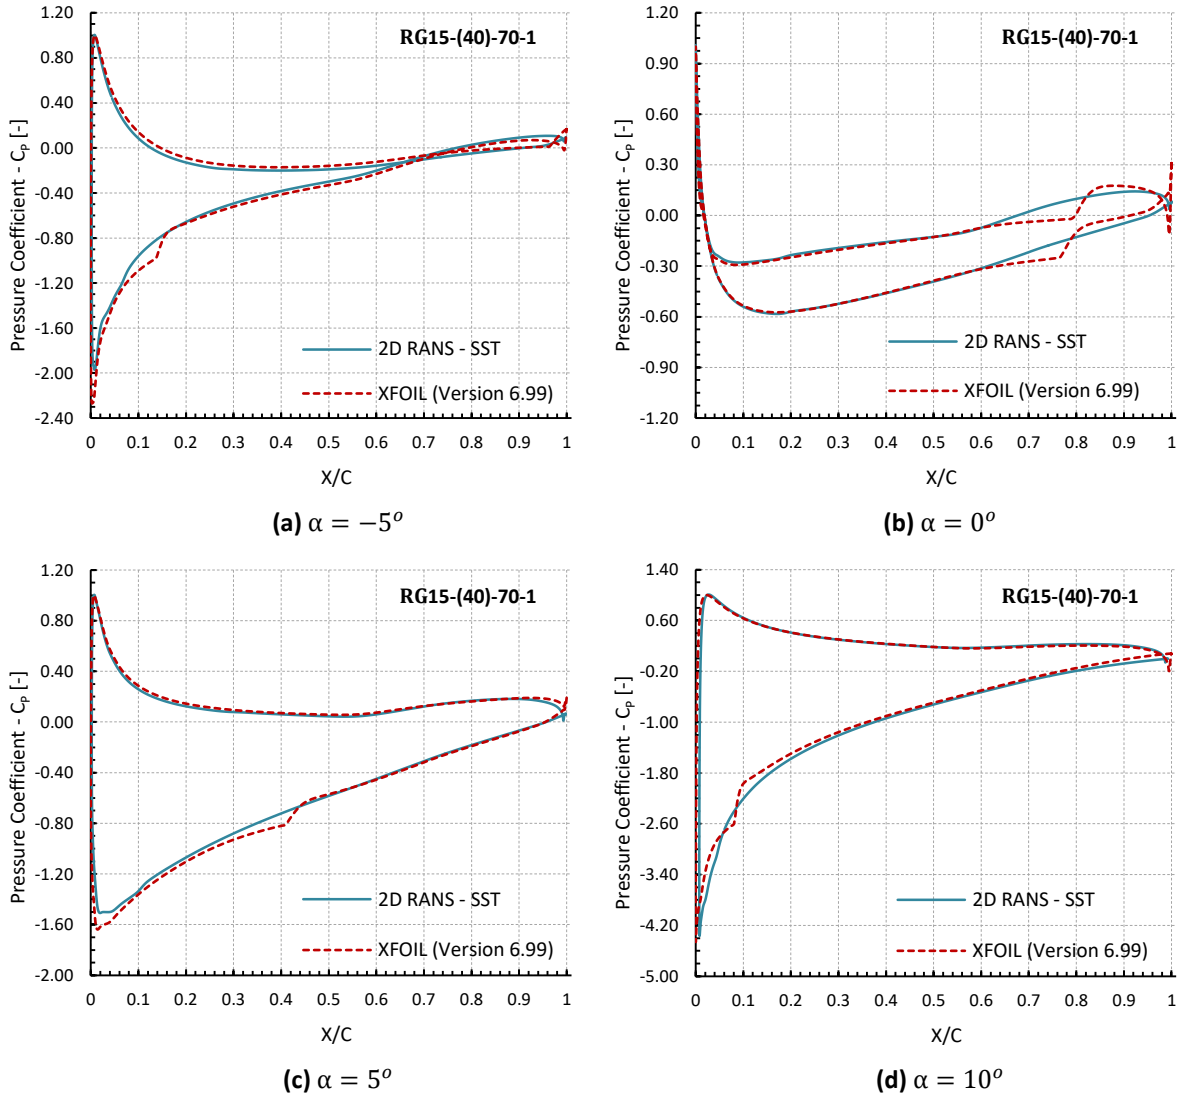 1.20
0.80
0.40
0.00
-0.40
-0.80
-1.20
-1.60
-2.00
-2.40
Pressure Coefficient - CP [-]
RG15-(40)-70-1
2D RANS - SST
XFOIL (Version 6.99)
0 0.1 0.2 0.3 0.4 0.5 0.6 0.7 0.8 0.9 1
X/C
(a) α = −5°
1.20
0.90
0.60
0.30
0.00
-0.30
-0.60
-0.90
-1.20
Pressure Coefficient - CP [-]
RG15-(40)-70-1
2D RANS - SST
XFOIL (Version 6.99)
0 0.1 0.2 0.3 0.4 0.5 0.6 0.7 0.8 0.9 1
X/C
(b) α = 0°
1.20
0.80
0.40
0.00
-0.40
-0.80
-1.20
-1.60
-2.00
Pressure Coefficient - CP [-]
RG15-(40)-70-1
2D RANS - SST
XFOIL (Version 6.99)
0 0.1 0.2 0.3 0.4 0.5 0.6 0.7 0.8 0.9 1
X/C
(c) α = 5°
1.40
0.60
-0.20
-1.00
-1.80
-2.60
-3.40
-4.20
-5.00
Pressure Coefficient - CP [-]
RG15-(40)-70-1
2D RANS - SST
XFOIL (Version 6.99)
0 0.1 0.2 0.3 0.4 0.5 0.6 0.7 0.8 0.9 1
X/C
(d) α = 10°